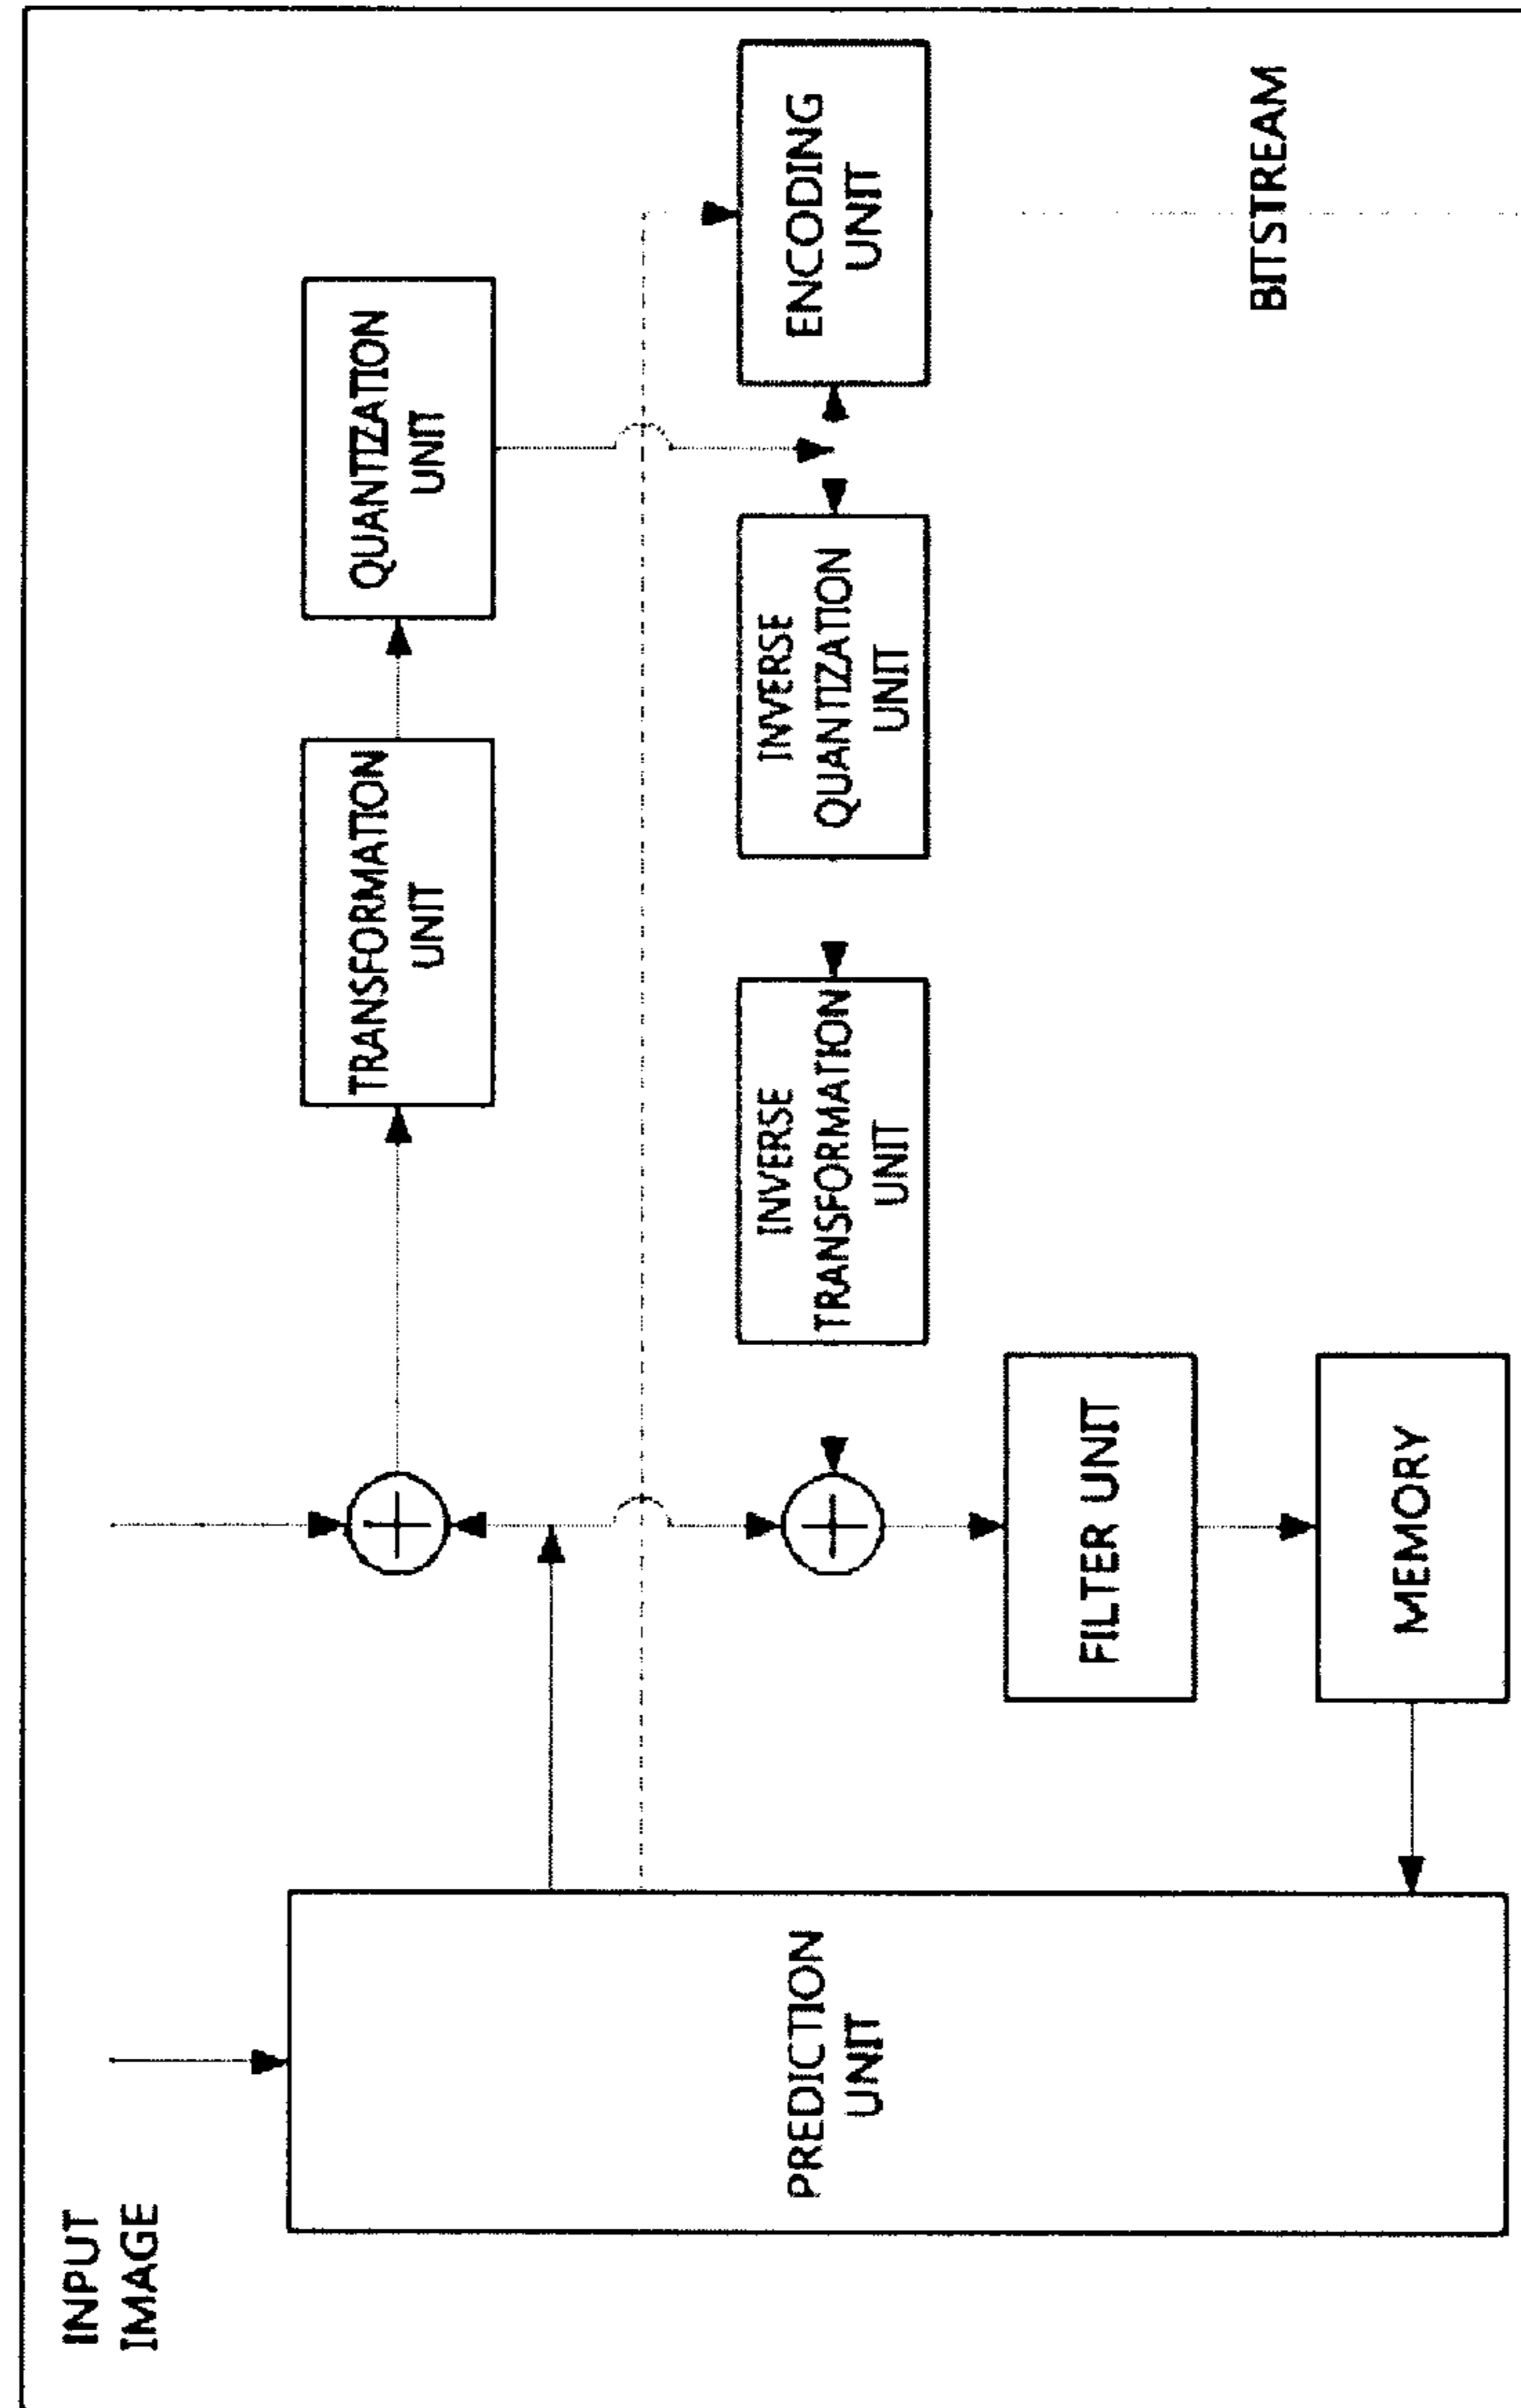 INPUT
IMAGE
TRANSFORMATION
UNIT
QUANTIZATION
UNIT
PREDICTION
UNIT
INVERSE
TRANSFORMATION
UNIT
INVERSE
QUANTIZATION
UNIT
ENCODING
UNIT
FILTER UNIT
BITSTREAM
MEMORY